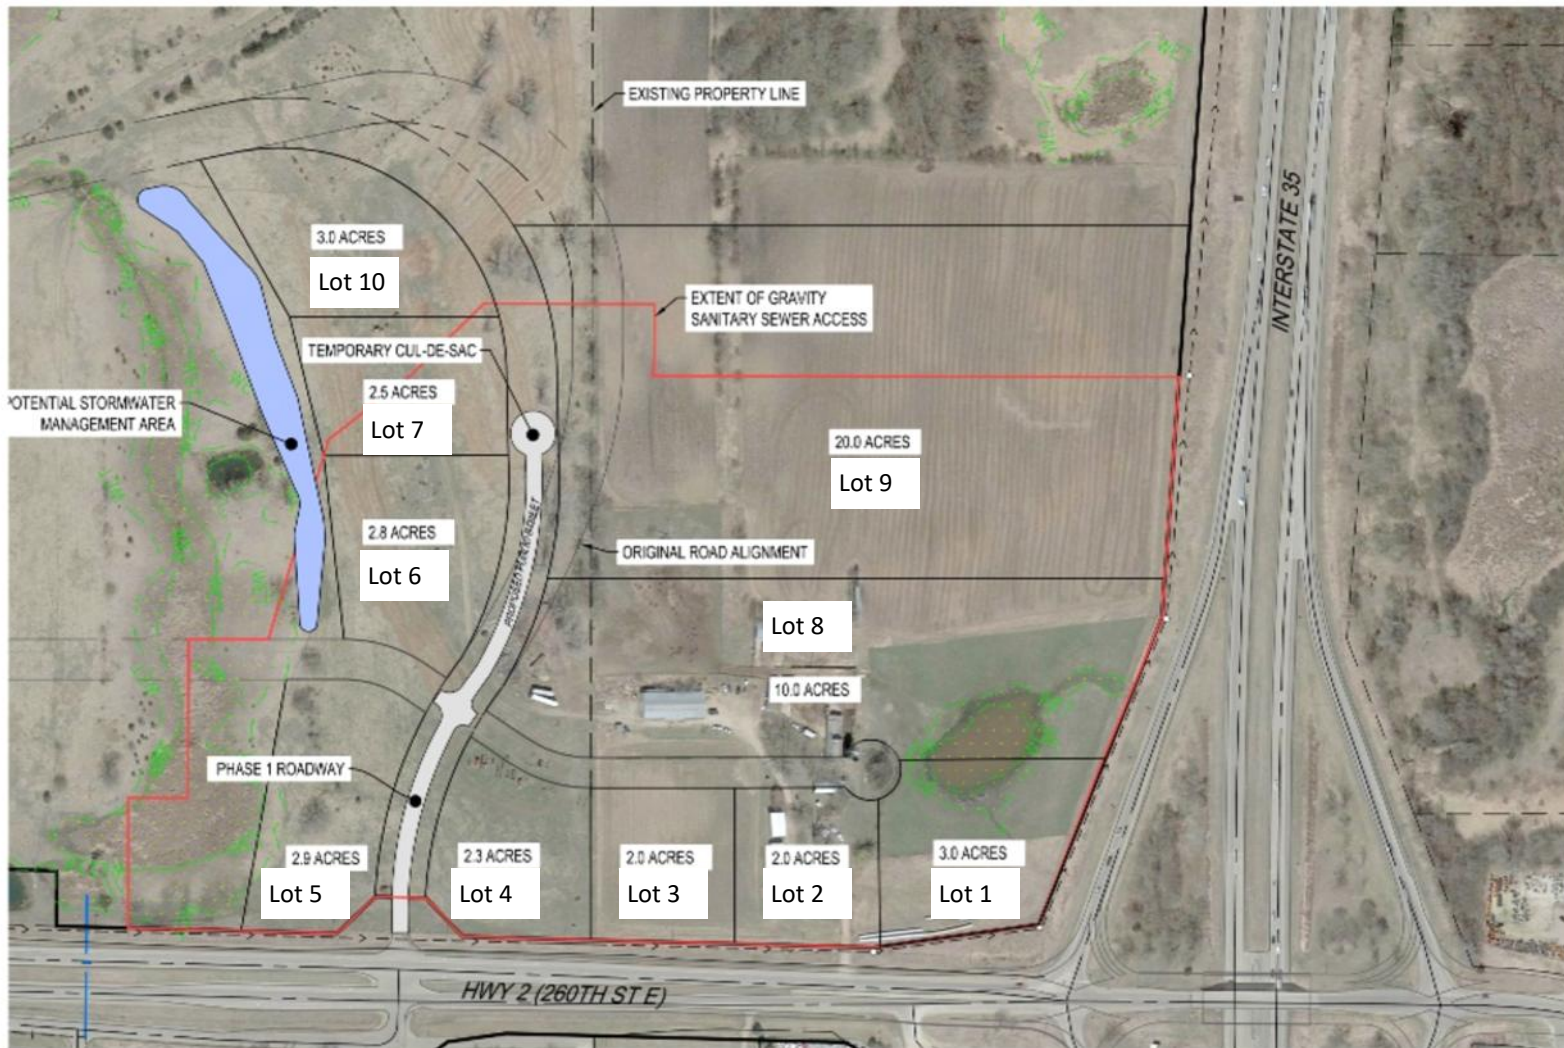 EXISTING PROPERTY LINE
INTERSTATE 35
3.0 ACRES
Lot 10
EXTENT OF GRAVITY
SANITARY SEWER ACCESS
TEMPORARY CUL-DE-SAC
2.5 ACRES
Lot 7
POTENTIAL STORMWATER
MANAGEMENT AREA
20.0 ACRES
Lot 9
2.8 ACRES
Lot 6
ORIGINAL ROAD ALIGNMENT
Lot 8
10.0 ACRES
PHASE 1 ROADWAY
2.9 ACRES
Lot 5
2.3 ACRES
Lot 4
2.0 ACRES
Lot 3
2.0 ACRES
Lot 2
3.0 ACRES
Lot 1
HWY 2 (260TH ST E)